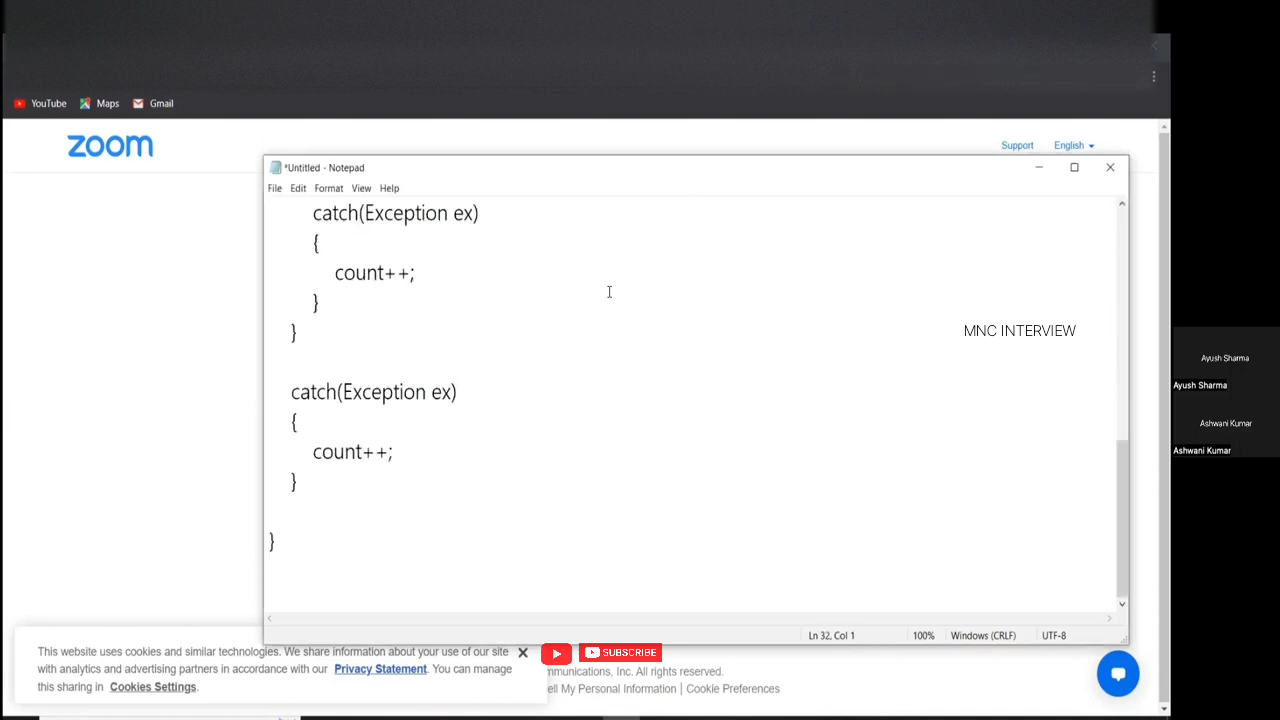 YouTube Maps Gmail
zoom
Support English
*Untitled - Notepad
File Edit Format View Help
catch(Exception ex)
{
count++;
}
}
MNC INTERVIEW
catch(Exception ex)
{
count++;
}
}
Ayush Sharma
Ayush Sharma
Ashwani Kumar
Ashwani Kumar
Ln 32, Col 1 100% Windows (CRLF) UTF-8
This website uses cookies and similar technologies. We share information about your use of our site
with analytics and advertising partners in accordance with our Privacy Statement. You can manage
this sharing in Cookies Settings.
SUBSCRIBE
mmunications, Inc. All rights reserved.
ell My Personal Information | Cookie Preferences